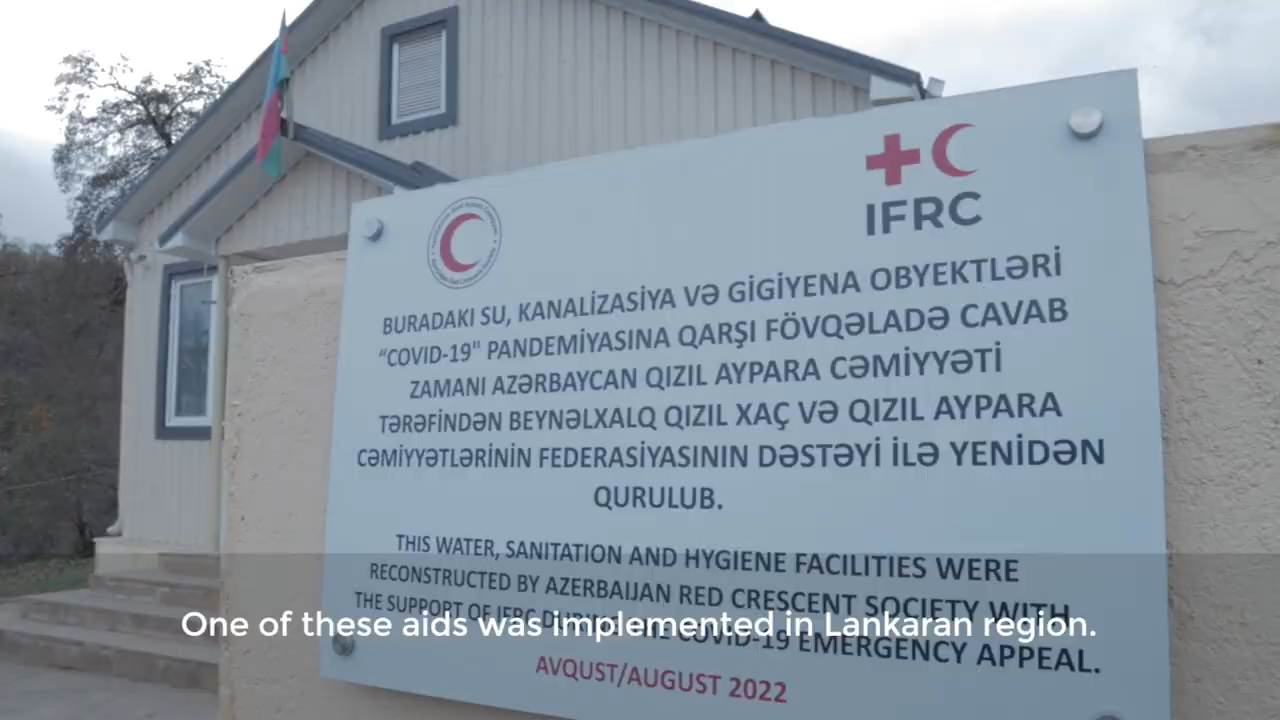 IFRC
BURADAKI SU, KANALİZASİYA VƏ GİGİYENA OBYEKTLƏRİ
“COVID-19" PANDEMİYASINA QARŞI FÖVQƏLADƏ CAVAB
ZAMANI AZƏRBAYCAN QIZIL AYPARA CƏMİYYƏTİ
TƏRƏFİNDƏN BEYNƏLXALQ QIZIL XAÇ VƏ QIZIL AYPARA
CƏMİYYƏTLƏRİNİN FEDERASİYASININ DƏSTƏYİ İLƏ YENİDƏN
QURULUB.
THIS WATER, SANITATION AND HYGIENE FACILITIES WERE
RECONSTRUCTED BY AZERBAIJAN RED CRESCENT SOCIETY WITH
THE SUPPORT OF IFRC DURING THE COVID-19 EMERGENCY APPEAL.
One of these aids was implemented in Lankaran region.
AVQUST/AUGUST 2022